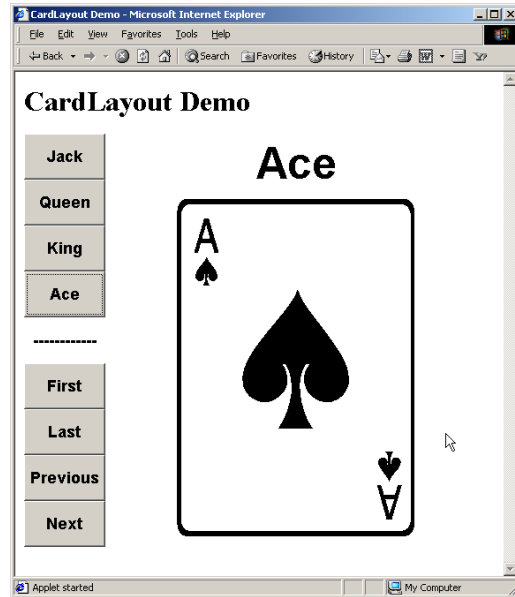 CardLayout Demo - Microsoft Internet Explorer
File Edit View Favorites Tools Help
Back Search Favorites History
CardLayout Demo
Jack
Queen
King
Ace
------------
First
Last
Previous
Next
Ace
A
A
Applet started My Computer